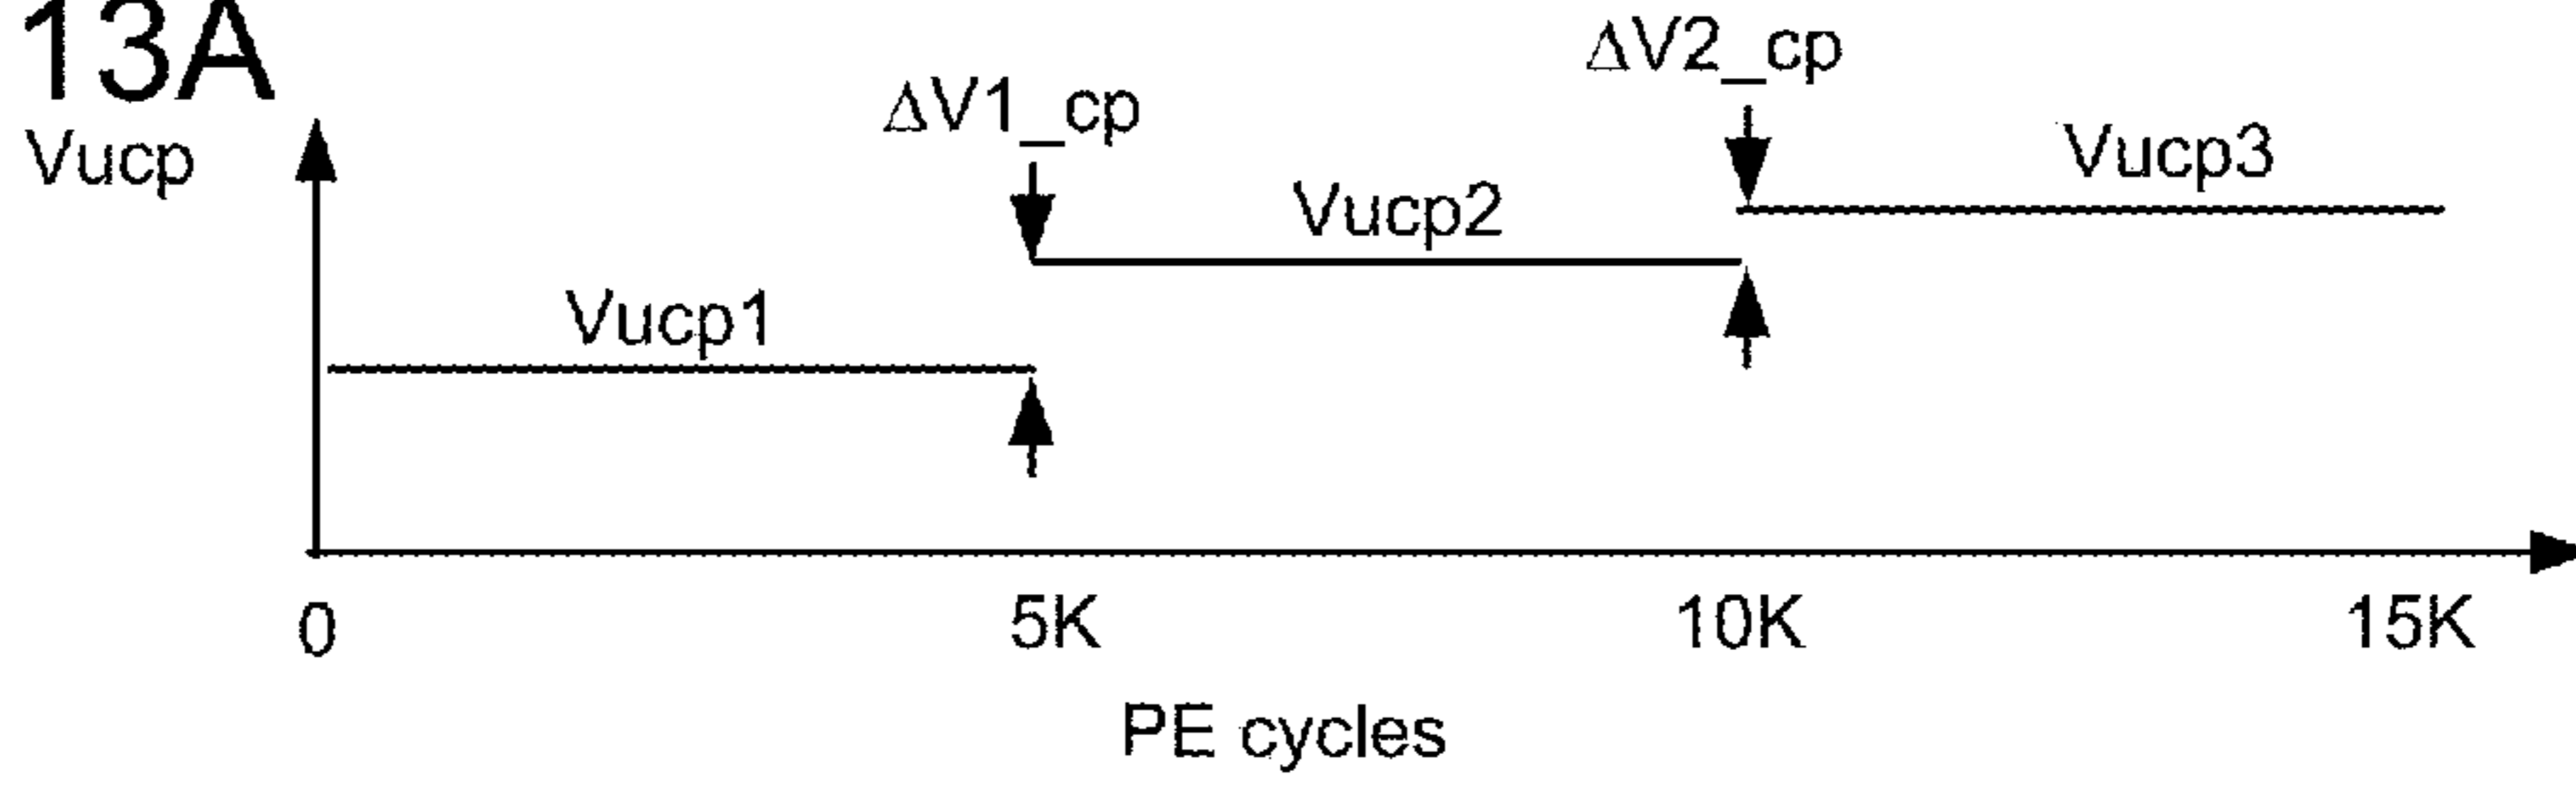 13A
Vucp
ΔV1_cp
ΔV2_cp
Vucp1
Vucp2
Vucp3
0
5K
10K
15K
PE cycles